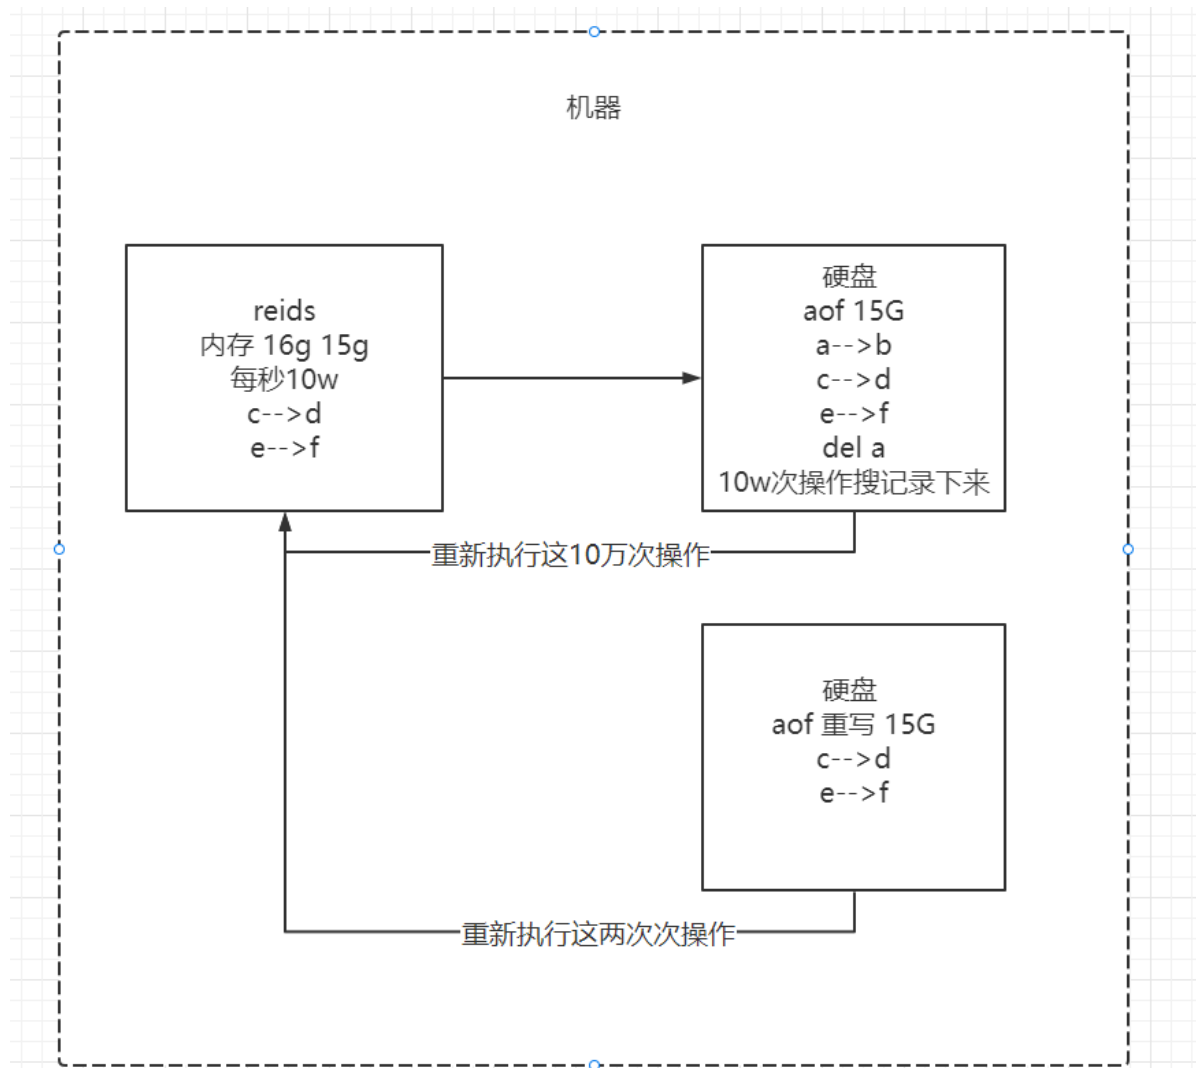 机器
reids
内存 16g 15g
每秒10w
c-->d
e-->f
硬盘
aof 15G
a-->b
c-->d
e-->f
del a
10w次操作搜记录下来
重新执行这10万次操作
硬盘
aof 重写 15G
c-->d
e-->f
重新执行这两次次操作